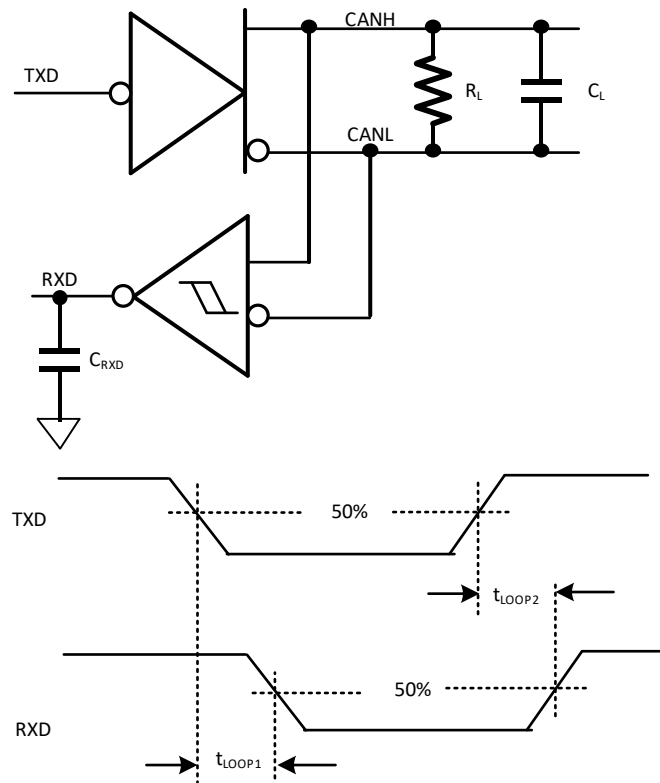 CANH
TXD
R_L
C_L
CANL
RXD
C_RXD
TXD
50%
t_LOOP2
50%
RXD
t_LOOP1